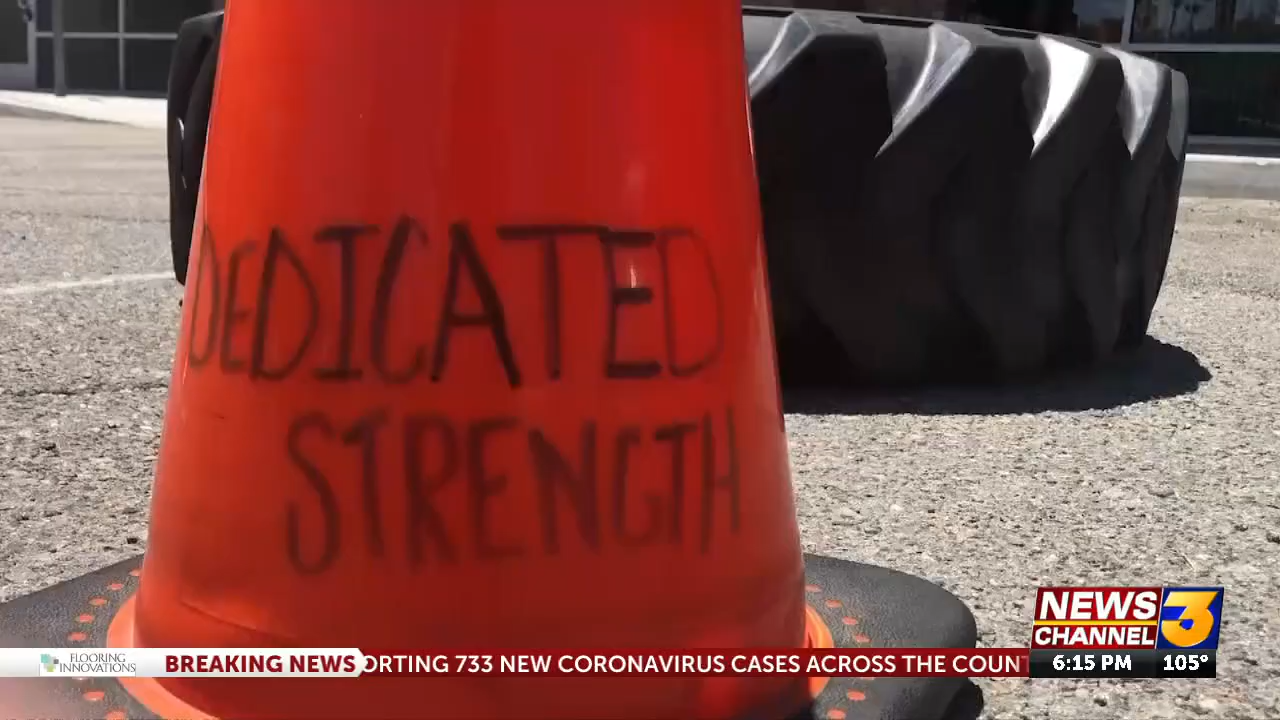 DEDICATED
STRENGTH
NEWS
CHANNEL 3
FLOORING
INNOVATIONS
BREAKING NEWS
ORTING 733 NEW CORONAVIRUS CASES ACROSS THE COUNT
6:15 PM 105°